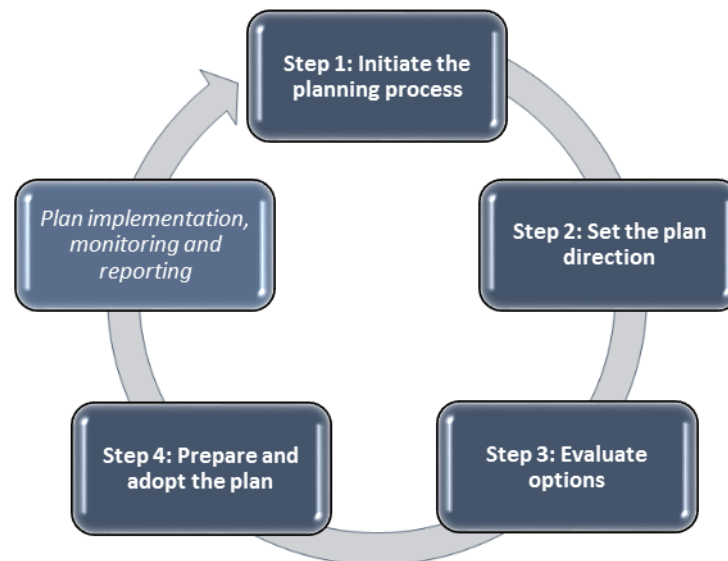 Step 1: Initiate the
planning process
Step 2: Set the plan
direction
Step 3: Evaluate
options
Step 4: Prepare and
adopt the plan
Plan implementation,
monitoring and
reporting